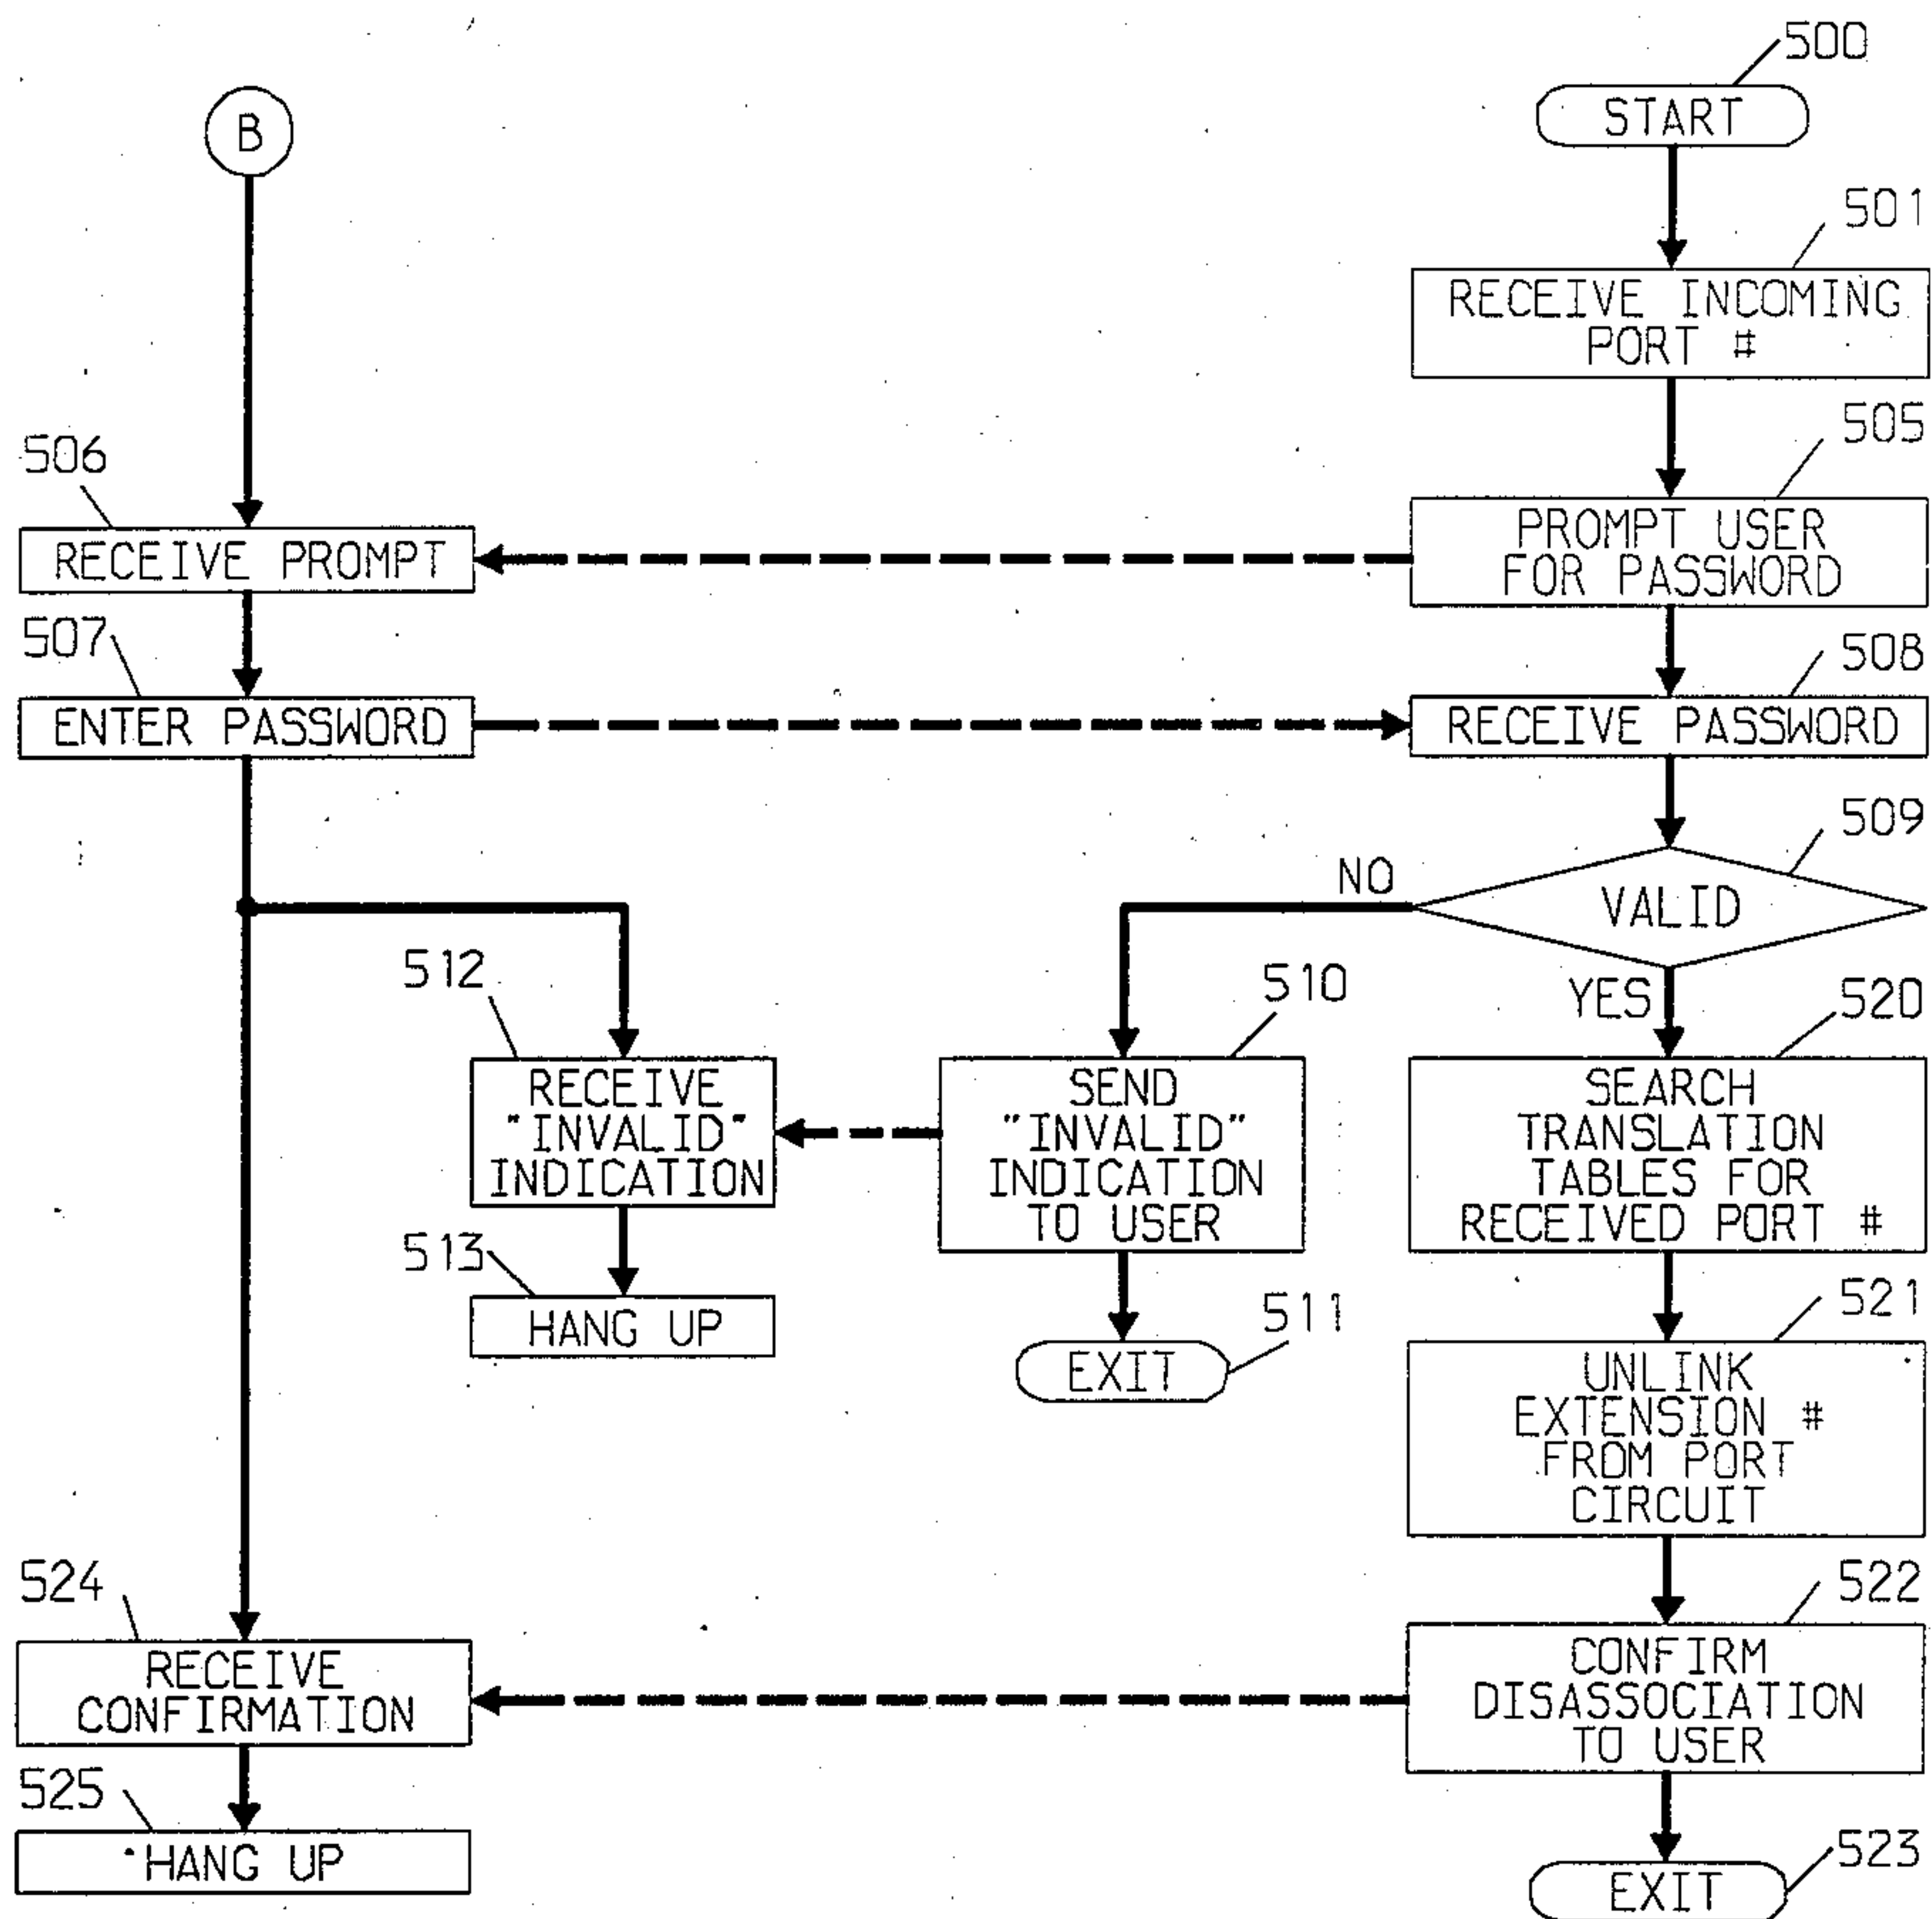 500
B
START
501
RECEIVE INCOMING
PORT #
505
506
PROMPT USER
FOR PASSWORD
RECEIVE PROMPT
507
508
ENTER PASSWORD
RECEIVE PASSWORD
509
NO
VALID
YES
512
510
520
RECEIVE
"INVALID"
INDICATION
SEND
"INVALID"
INDICATION
TO USER
SEARCH
TRANSLATION
TABLES FOR
RECEIVED PORT #
513
HANG UP
511
EXIT
521
UNLINK
EXTENSION #
FROM PORT
CIRCUIT
524
522
RECEIVE
CONFIRMATION
CONFIRM
DISASSOCIATION
TO USER
525
HANG UP
523
EXIT